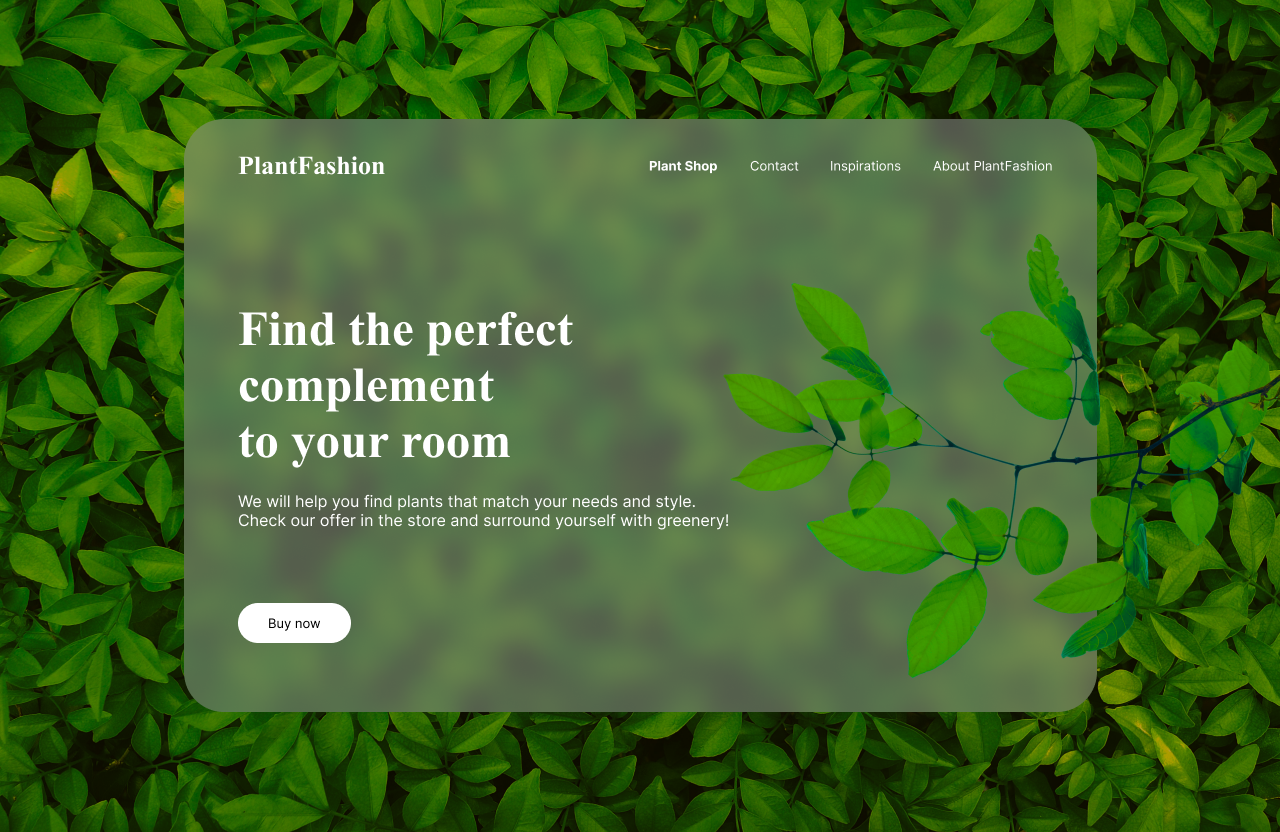 PlantFashion
Plant Shop Contact Inspirations About PlantFashion
Find the perfect
complement
to your room
We will help you find plants that match your needs and style.
Check our offer in the store and surround yourself with greenery!
Buy now